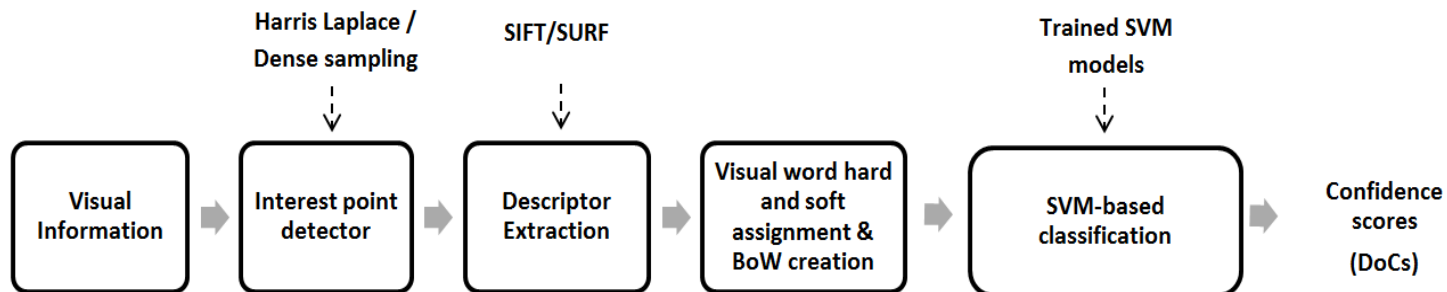 Harris Laplace /
Dense sampling
SIFT/SURF
Trained SVM
models
Visual
Information
Interest point
detector
Descriptor
Extraction
Visual word hard
and soft
assignment &
BoW creation
SVM-based
classification
Confidence
scores
(DoCs)